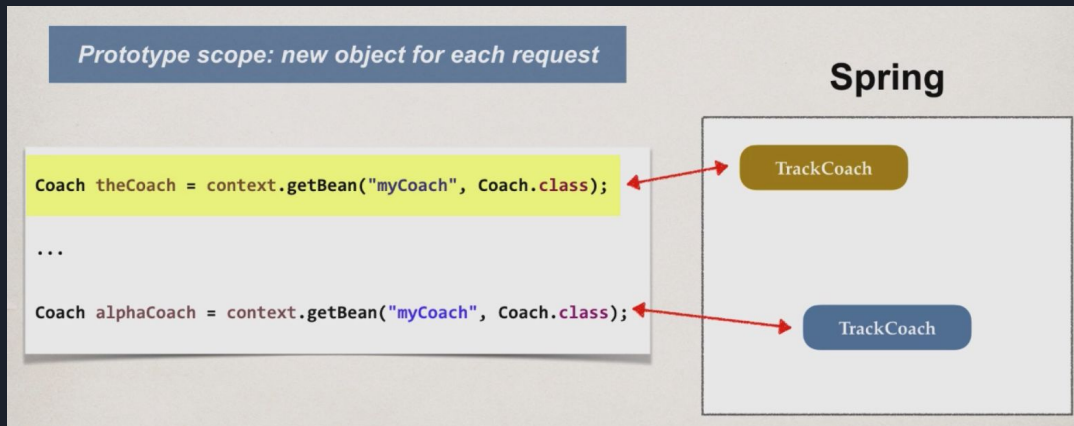 Prototype scope: new object for each request
Spring
Coach theCoach = context.getBean("myCoach", Coach.class);
TrackCoach
...
Coach alphaCoach = context.getBean("myCoach", Coach.class);
TrackCoach